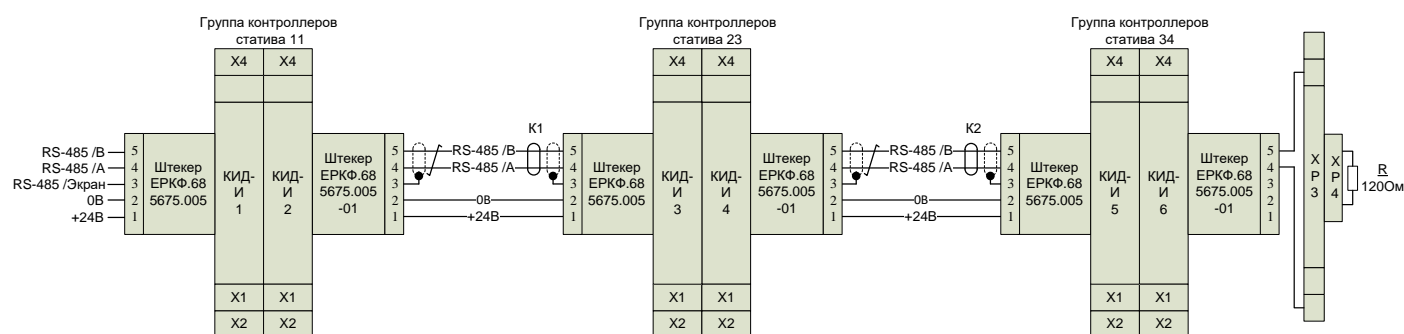 Группа контроллеров
статива 11
X4 X4
RS-485 /B
RS-485 /A
RS-485 /Экран
0В
+24В
5
4
3
2
1
Штекер
ЕРКФ.68
5675.005
КИД-
И
1
КИД-
И
2
Штекер
ЕРКФ.68
5675.005
-01
5
4
3
2
1
X1 X1
X2 X2
RS-485 /B
RS-485 /A
0В
+24В
К1
Группа контроллеров
статива 23
X4 X4
5
4
3
2
1
Штекер
ЕРКФ.68
5675.005
КИД-
И
3
КИД-
И
4
Штекер
ЕРКФ.68
5675.005
-01
5
4
3
2
1
X1 X1
X2 X2
RS-485 /B
RS-485 /A
0В
+24В
К2
Группа контроллеров
статива 34
X4 X4
5
4
3
2
1
Штекер
ЕРКФ.68
5675.005
КИД-
И
5
КИД-
И
6
Штекер
ЕРКФ.68
5675.005
-01
5
4
3
2
1
X1 X1
X2 X2
X
P
3
X
P
4
R
120Ом